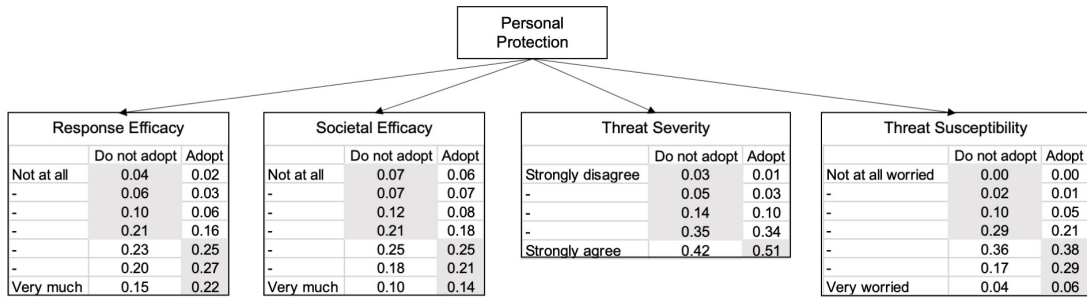 Personal
Protection
Response Efficacy
Do not adopt Adopt
Not at all 0.04 0.02
- 0.06 0.03
- 0.10 0.06
- 0.21 0.16
- 0.23 0.25
- 0.20 0.27
Very much 0.15 0.22
Societal Efficacy
Do not adopt Adopt
Not at all 0.07 0.06
- 0.07 0.07
- 0.12 0.08
- 0.21 0.18
- 0.25 0.25
- 0.18 0.21
Very much 0.10 0.14
Threat Severity
Do not adopt Adopt
Strongly disagree 0.03 0.01
- 0.05 0.03
- 0.14 0.10
- 0.35 0.34
Strongly agree 0.42 0.51
Threat Susceptibility
Do not adopt Adopt
Not at all worried 0.00 0.00
- 0.02 0.01
- 0.10 0.05
- 0.29 0.21
- 0.36 0.38
- 0.17 0.29
Very worried 0.04 0.06